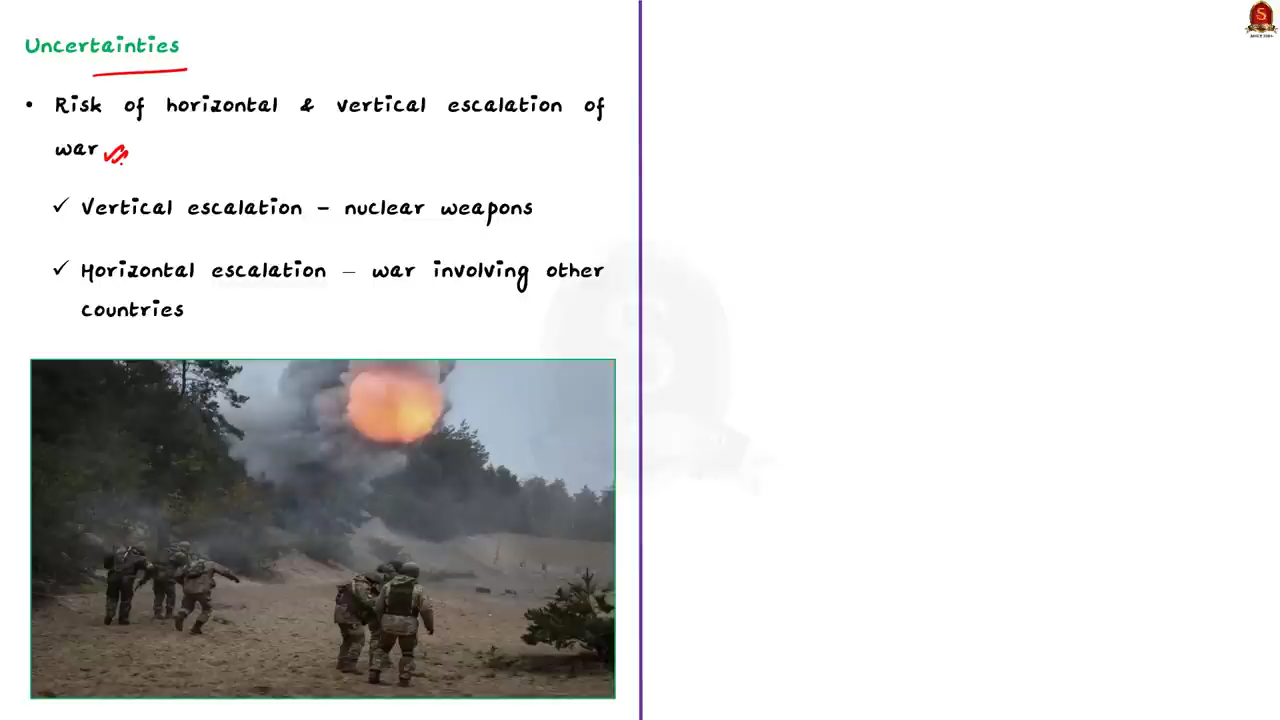 Uncertainties
• Risk of horizontal & vertical escalation of
war
✓ Vertical escalation – nuclear weapons
✓ Horizontal escalation – war involving other
countries
S